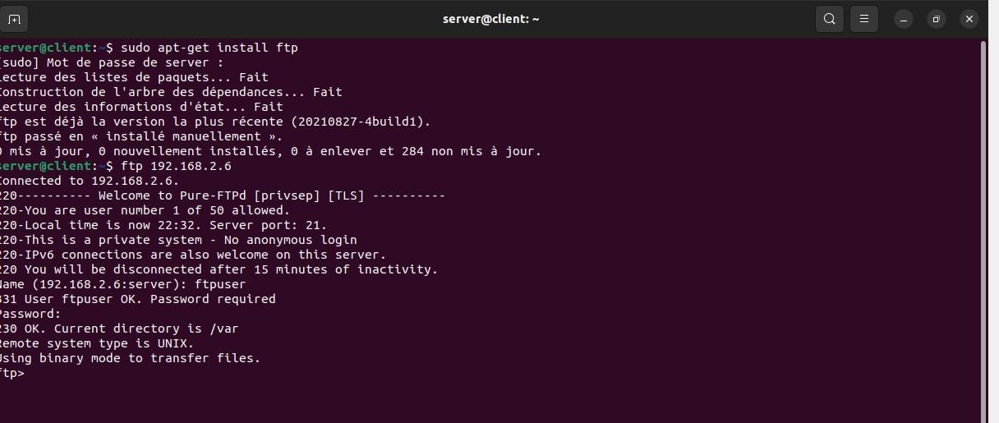 server@client: ~
server@client:~$ sudo apt-get install ftp
[sudo] Mot de passe de server :
Lecture des listes de paquets... Fait
Construction de l'arbre des dépendances... Fait
Lecture des informations d'état... Fait
ftp est déjà la version la plus récente (20210827-4build1).
ftp passé en « installé manuellement ».
0 mis à jour, 0 nouvellement installés, 0 à enlever et 284 non mis à jour.
server@client:~$ ftp 192.168.2.6
Connected to 192.168.2.6.
220---------- Welcome to Pure-FTPd [privsep] [TLS] ----------
220-You are user number 1 of 50 allowed.
220-Local time is now 22:32. Server port: 21.
220-This is a private system - No anonymous login
220-IPv6 connections are also welcome on this server.
220 You will be disconnected after 15 minutes of inactivity.
Name (192.168.2.6:server): ftpuser
331 User ftpuser OK. Password required
Password:
230 OK. Current directory is /var
Remote system type is UNIX.
Using binary mode to transfer files.
ftp>